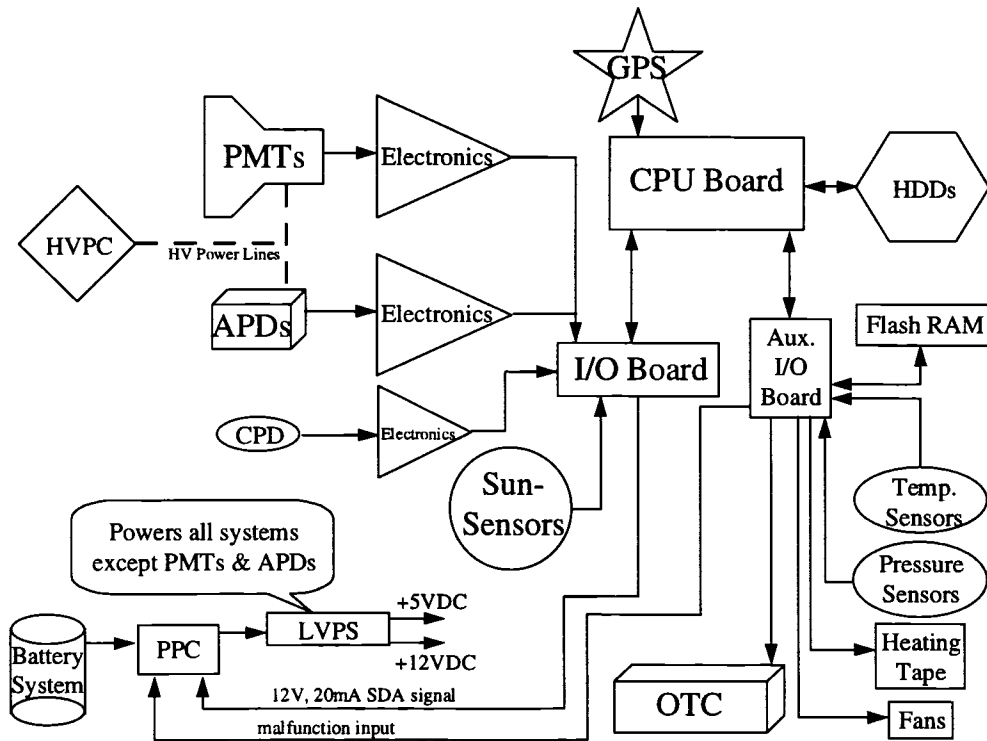 GPS
PMTs
Electronics
CPU Board
HDDs
HVPC
HV Power Lines
APDs
Electronics
I/O Board
Aux.
I/O
Board
Flash RAM
CPD
Electronics
Sun-
Sensors
Temp.
Sensors
Powers all systems
except PMTs & APDs
Pressure
Sensors
+5VDC
LVPS
+12VDC
Battery
System
PPC
Heating
Tape
12V, 20mA SDA signal
OTC
malfunction input
Fans